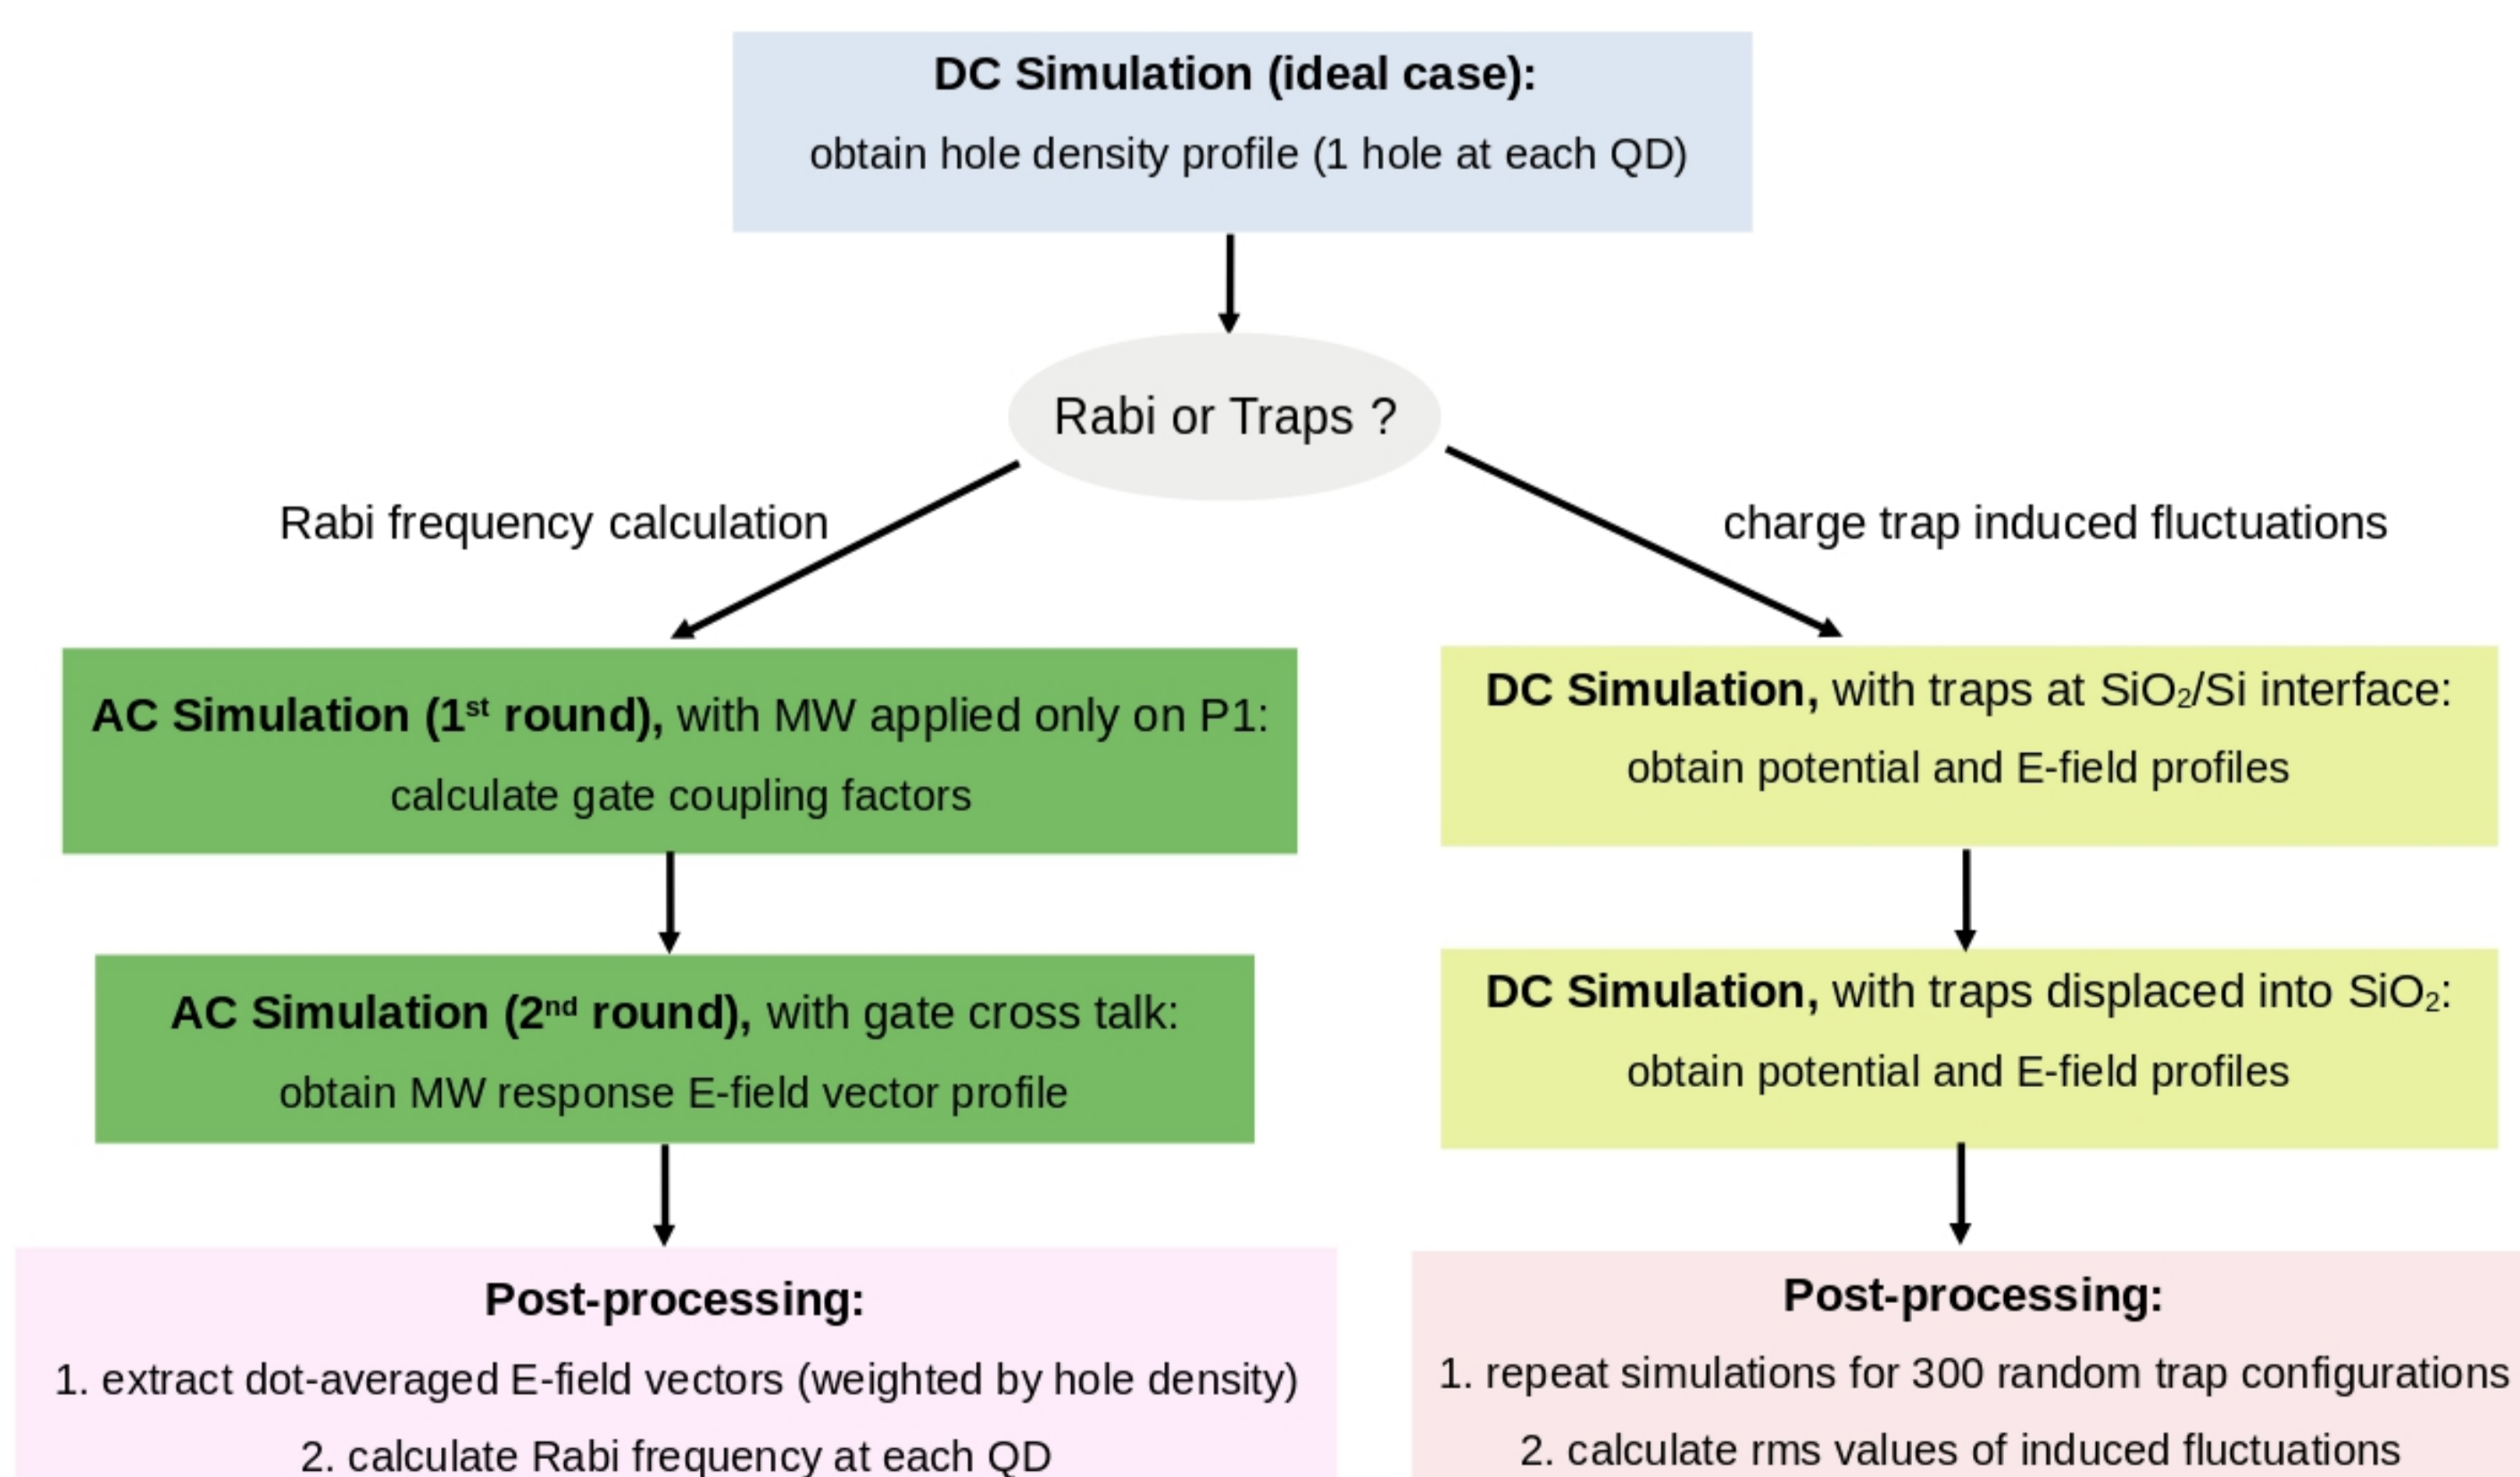 DC Simulation (ideal case):
obtain hole density profile (1 hole at each QD)
Rabi or Traps ?
Rabi frequency calculation
charge trap induced fluctuations
AC Simulation (1st round), with MW applied only on P1:
calculate gate coupling factors
DC Simulation, with traps at SiO₂/Si interface:
obtain potential and E-field profiles
AC Simulation (2nd round), with gate cross talk:
obtain MW response E-field vector profile
DC Simulation, with traps displaced into SiO₂:
obtain potential and E-field profiles
Post-processing:
1. extract dot-averaged E-field vectors (weighted by hole density)
2. calculate Rabi frequency at each QD
Post-processing:
1. repeat simulations for 300 random trap configurations
2. calculate rms values of induced fluctuations